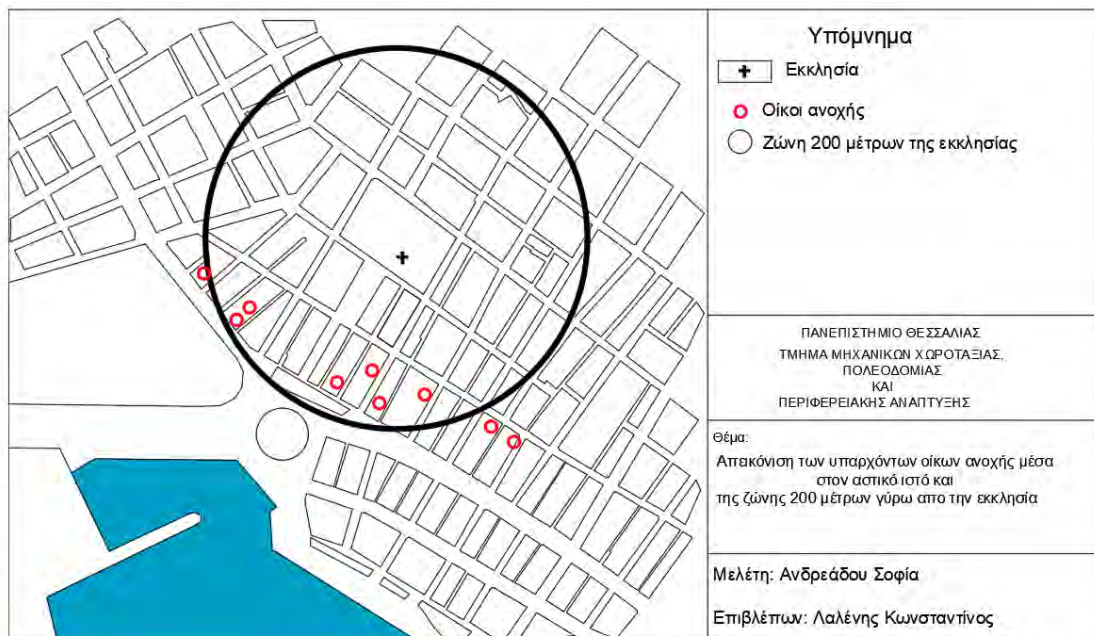 Υπόμνημα
Εκκλησία
Οίκοι ανοχής
Ζώνη 200 μέτρων της εκκλησίας
ΠΑΝΕΠΙΣΤΗΜΙΟ ΘΕΣΣΑΛΙΑΣ
ΤΜΗΜΑ ΜΗΧΑΝΙΚΩΝ ΧΩΡΟΤΑΞΙΑΣ,
ΠΟΛΕΟΔΟΜΙΑΣ
ΚΑΙ
ΠΕΡΙΦΕΡΕΙΑΚΗΣ ΑΝΑΠΤΥΞΗΣ
Θέμα:
Απεικόνιση των υπαρχόντων οίκων ανοχής μέσα
στον αστικό ιστό και
της ζώνης 200 μέτρων γύρω απο την εκκλησία
Μελέτη: Ανδρεάδου Σοφία
Επιβλέπων: Λαλένης Κωνσταντίνος